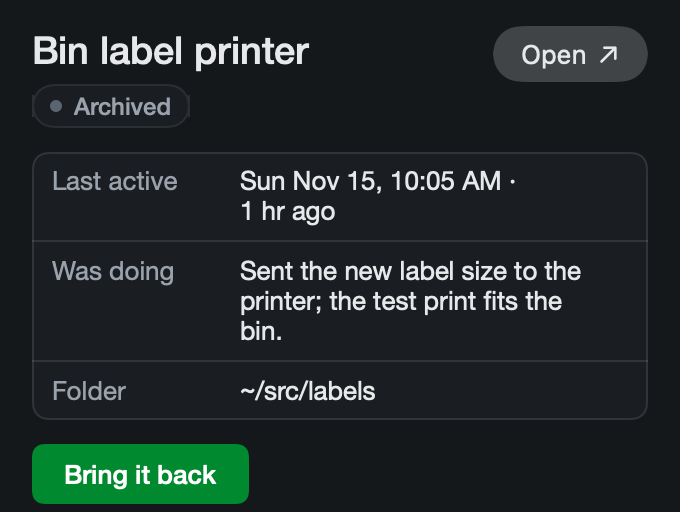 Bin label printer
Open ↗
Archived
Last active
Sun Nov 15, 10:05 AM ·
1 hr ago
Was doing
Sent the new label size to the
printer; the test print fits the
bin.
Folder
~/src/labels
Bring it back